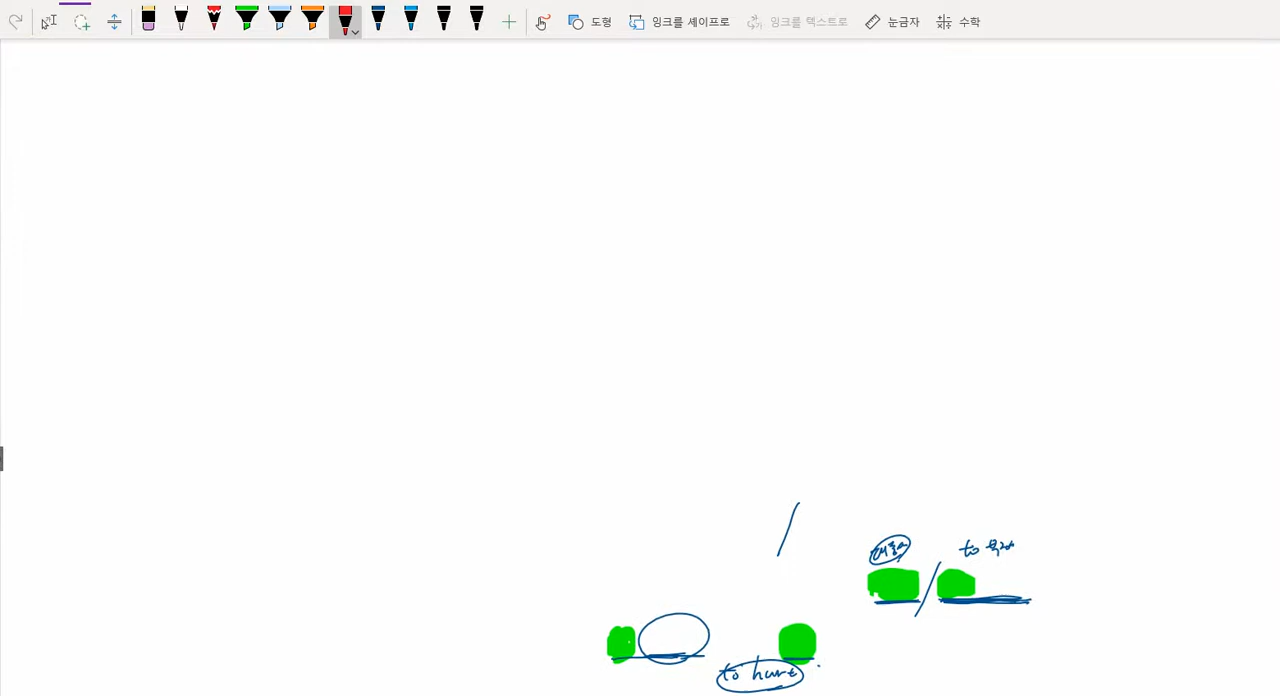 도형 잉크를 셰이프로 잉크를 텍스트로 눈금자 수학
to
to have